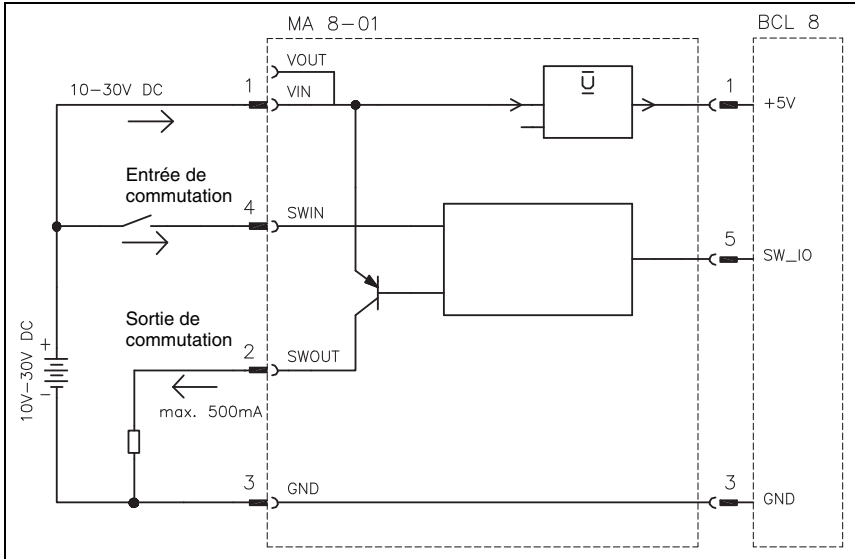 MA 8-01
BCL 8
VOUT
10-30V DC
1
VIN
U
1
+5V
Entrée de
commutation
4
SWIN
5
SW_IO
Sortie de
commutation
2
SWOUT
10V-30V DC
+
-
max. 500mA
3
GND
3
GND